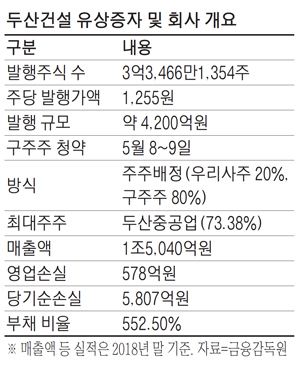 두산건설 유상증자 및 회사 개요
구분 내용
발행주식 수 3억3,466만1,354주
주당 발행가액 1,255원
발행 규모 약 4,200억원
구주주 청약 5월 8~9일
방식 주주배정 (우리사주 20%,
구주주 80%)
최대주주 두산중공업 (73.38%)
매출액 1조5,040억원
영업손실 578억원
당기순손실 5,807억원
부채 비율 552.50%
※ 매출액 등 실적은 2018년 말 기준. 자료=금융감독원